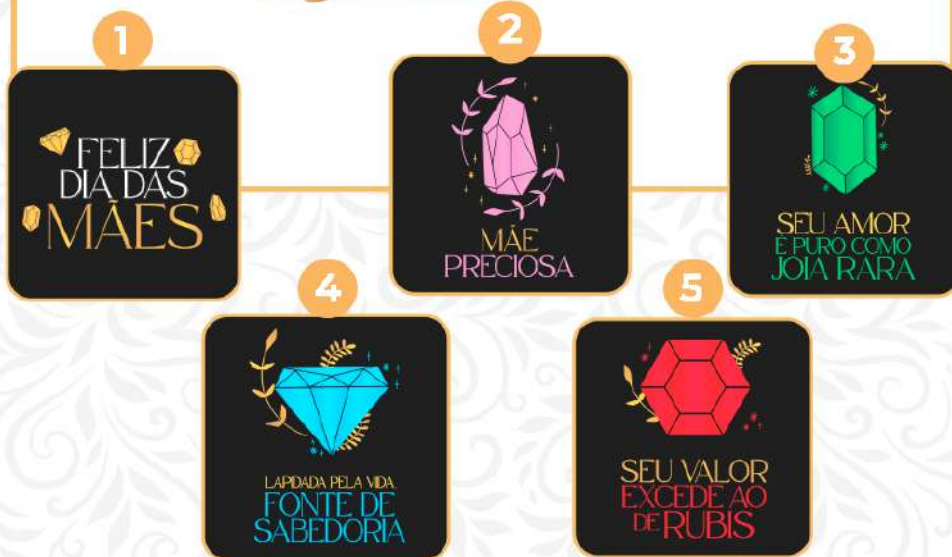 1
FELIZ
DIA DAS
MÃES
2
MÃE
PRECIOSA
3
SEU AMOR
É PURO COMO
JOIA RARA
4
LAPIDADA PELA VIDA,
FONTE DE
SABEDORIA
5
SEU VALOR
EXCEDE AO
DE RUBIS